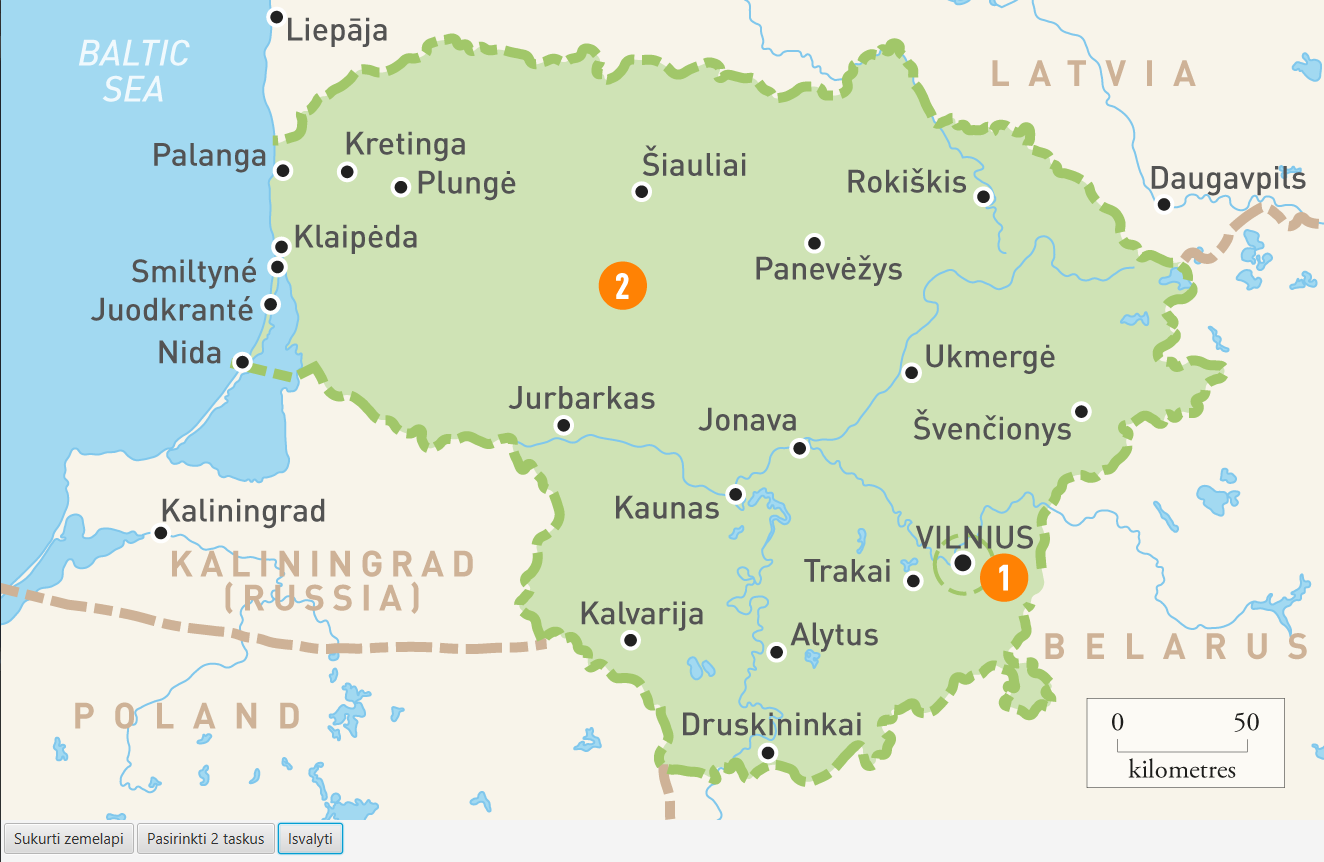 Liepāja
BALTIC
SEA
LATVIA
Kretinga
Palanga
Šiauliai
Plungė
Rokiškis
Daugavpils
Klaipėda
Smiltyné
Panevėžys
2
Juodkranté
Nida
Ukmergė
Jurbarkas
Jonava
Švenčionys
Kaunas
Kaliningrad
VILNIUS
KALININGRAD
(RUSSIA)
Trakai
1
Kalvarija
Alytus
BELARUS
POLAND
Druskininkai
0 50
kilometres
Sukurti zemelapi Pasirinkti 2 taskus Isvalyti